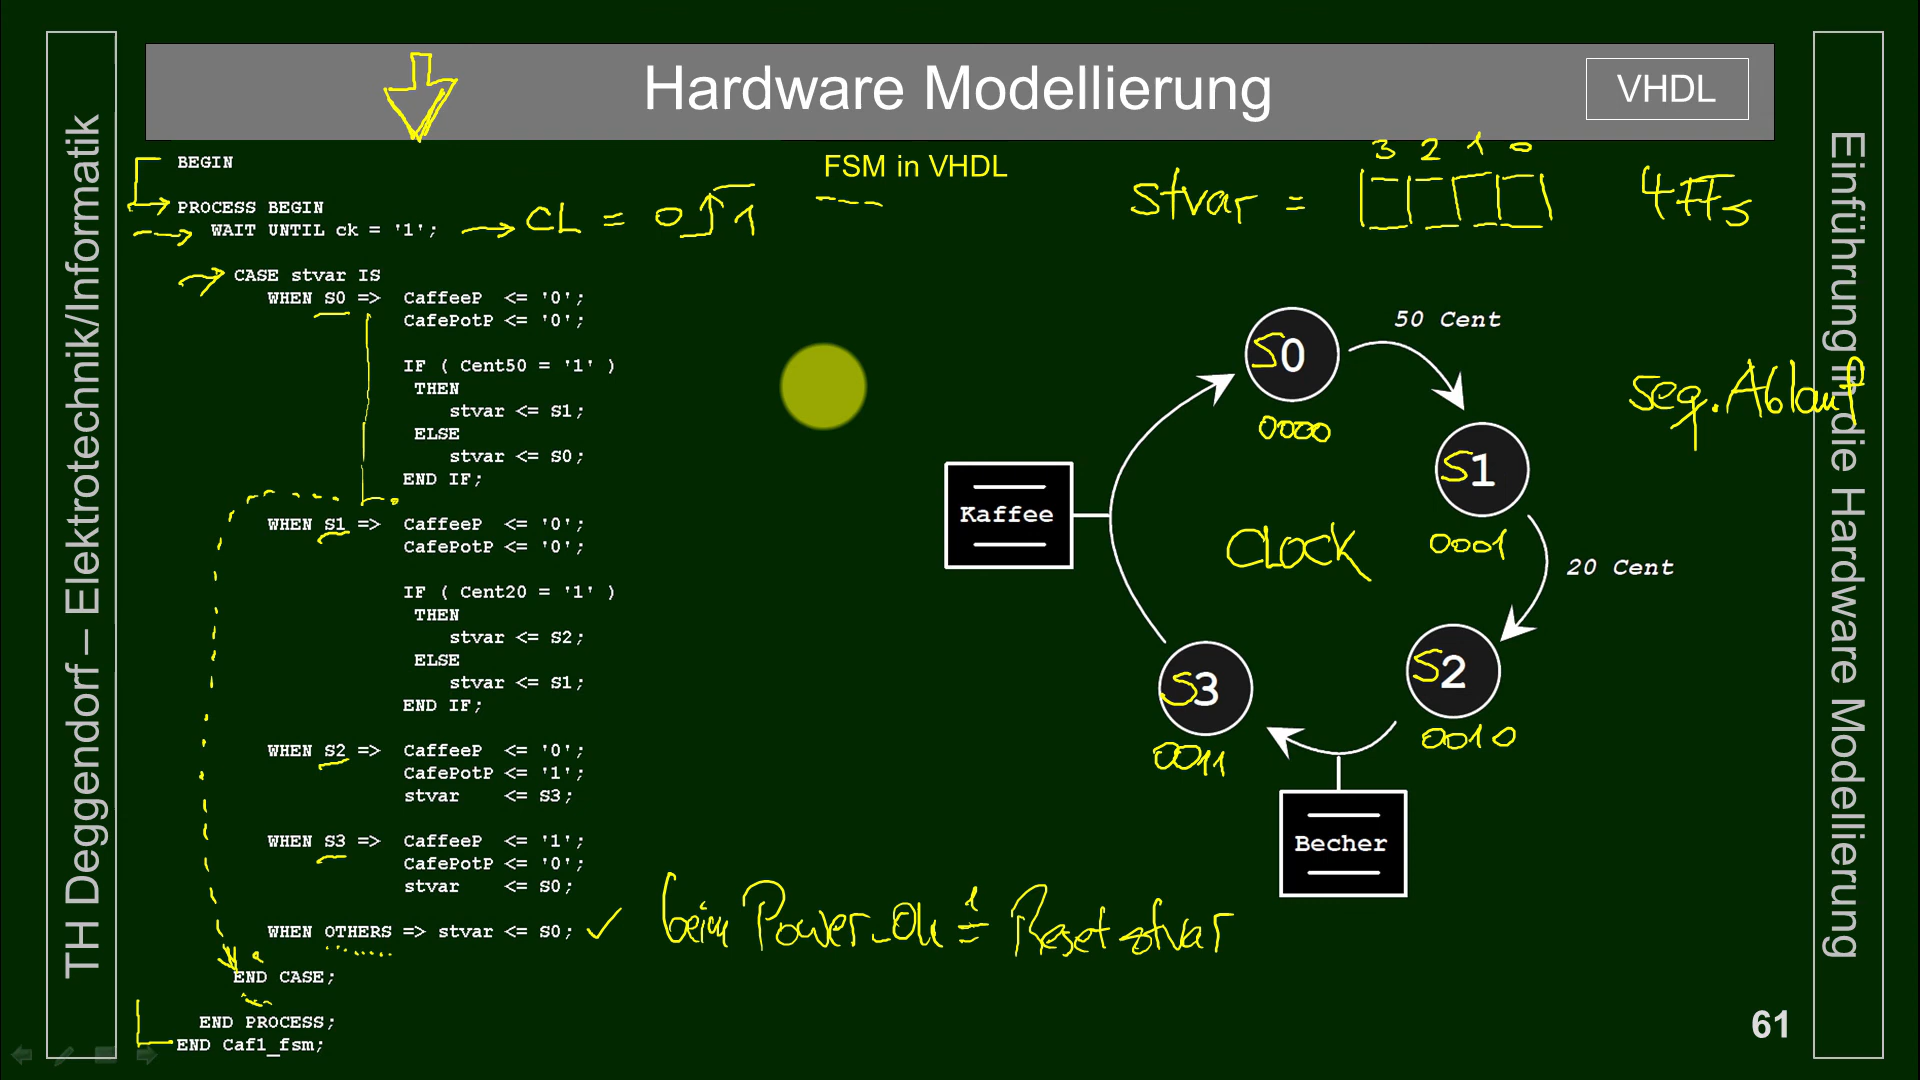 Hardware Modellierung
VHDL
TH Deggendorf – Elektrotechnik/Informatik
Einführung in die Hardware Modellierung
FSM in VHDL
BEGIN
PROCESS BEGIN
WAIT UNTIL ck = '1';
CL = 0 1
CASE stvar IS
WHEN S0 => CaffeeP <= '0';
CafePotP <= '0';
IF ( Cent50 = '1' )
THEN
stvar <= S1;
ELSE
stvar <= S0;
END IF;
WHEN S1 => CaffeeP <= '0';
CafePotP <= '0';
IF ( Cent20 = '1' )
THEN
stvar <= S2;
ELSE
stvar <= S1;
END IF;
WHEN S2 => CaffeeP <= '0';
CafePotP <= '1';
stvar <= S3;
WHEN S3 => CaffeeP <= '1';
CafePotP <= '0';
stvar <= S0;
WHEN OTHERS => stvar <= S0;
END CASE;
END PROCESS;
END Caf1_fsm;
beim Power_On = Reset stvar
3 2 1 0
stvar = 4 FFs
S0
0000
50 Cent
seq. Ablauf
S1
0001
20 Cent
Kaffee
CLOCK
S2
0010
S3
0011
Becher
61